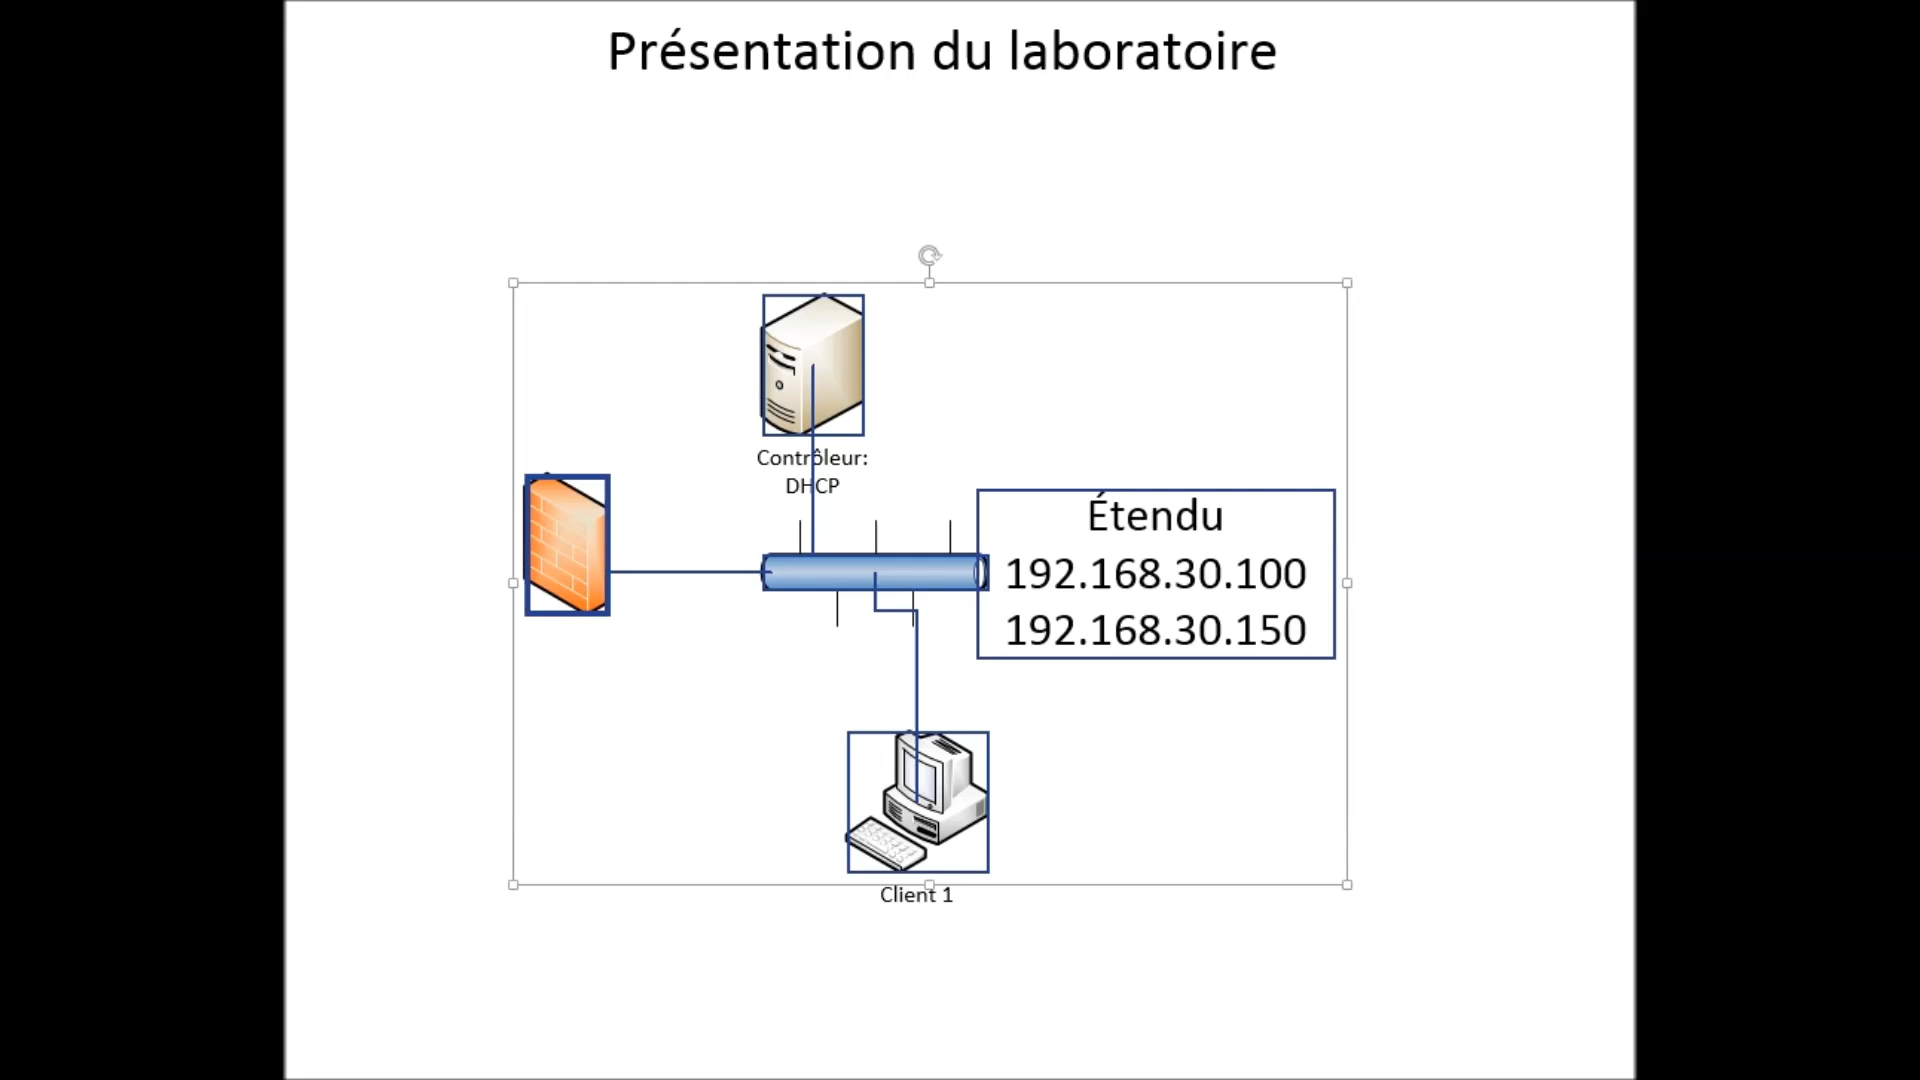 Présentation du laboratoire
Contrôleur:
DHCP
Étendu
192.168.30.100
192.168.30.150
Client 1